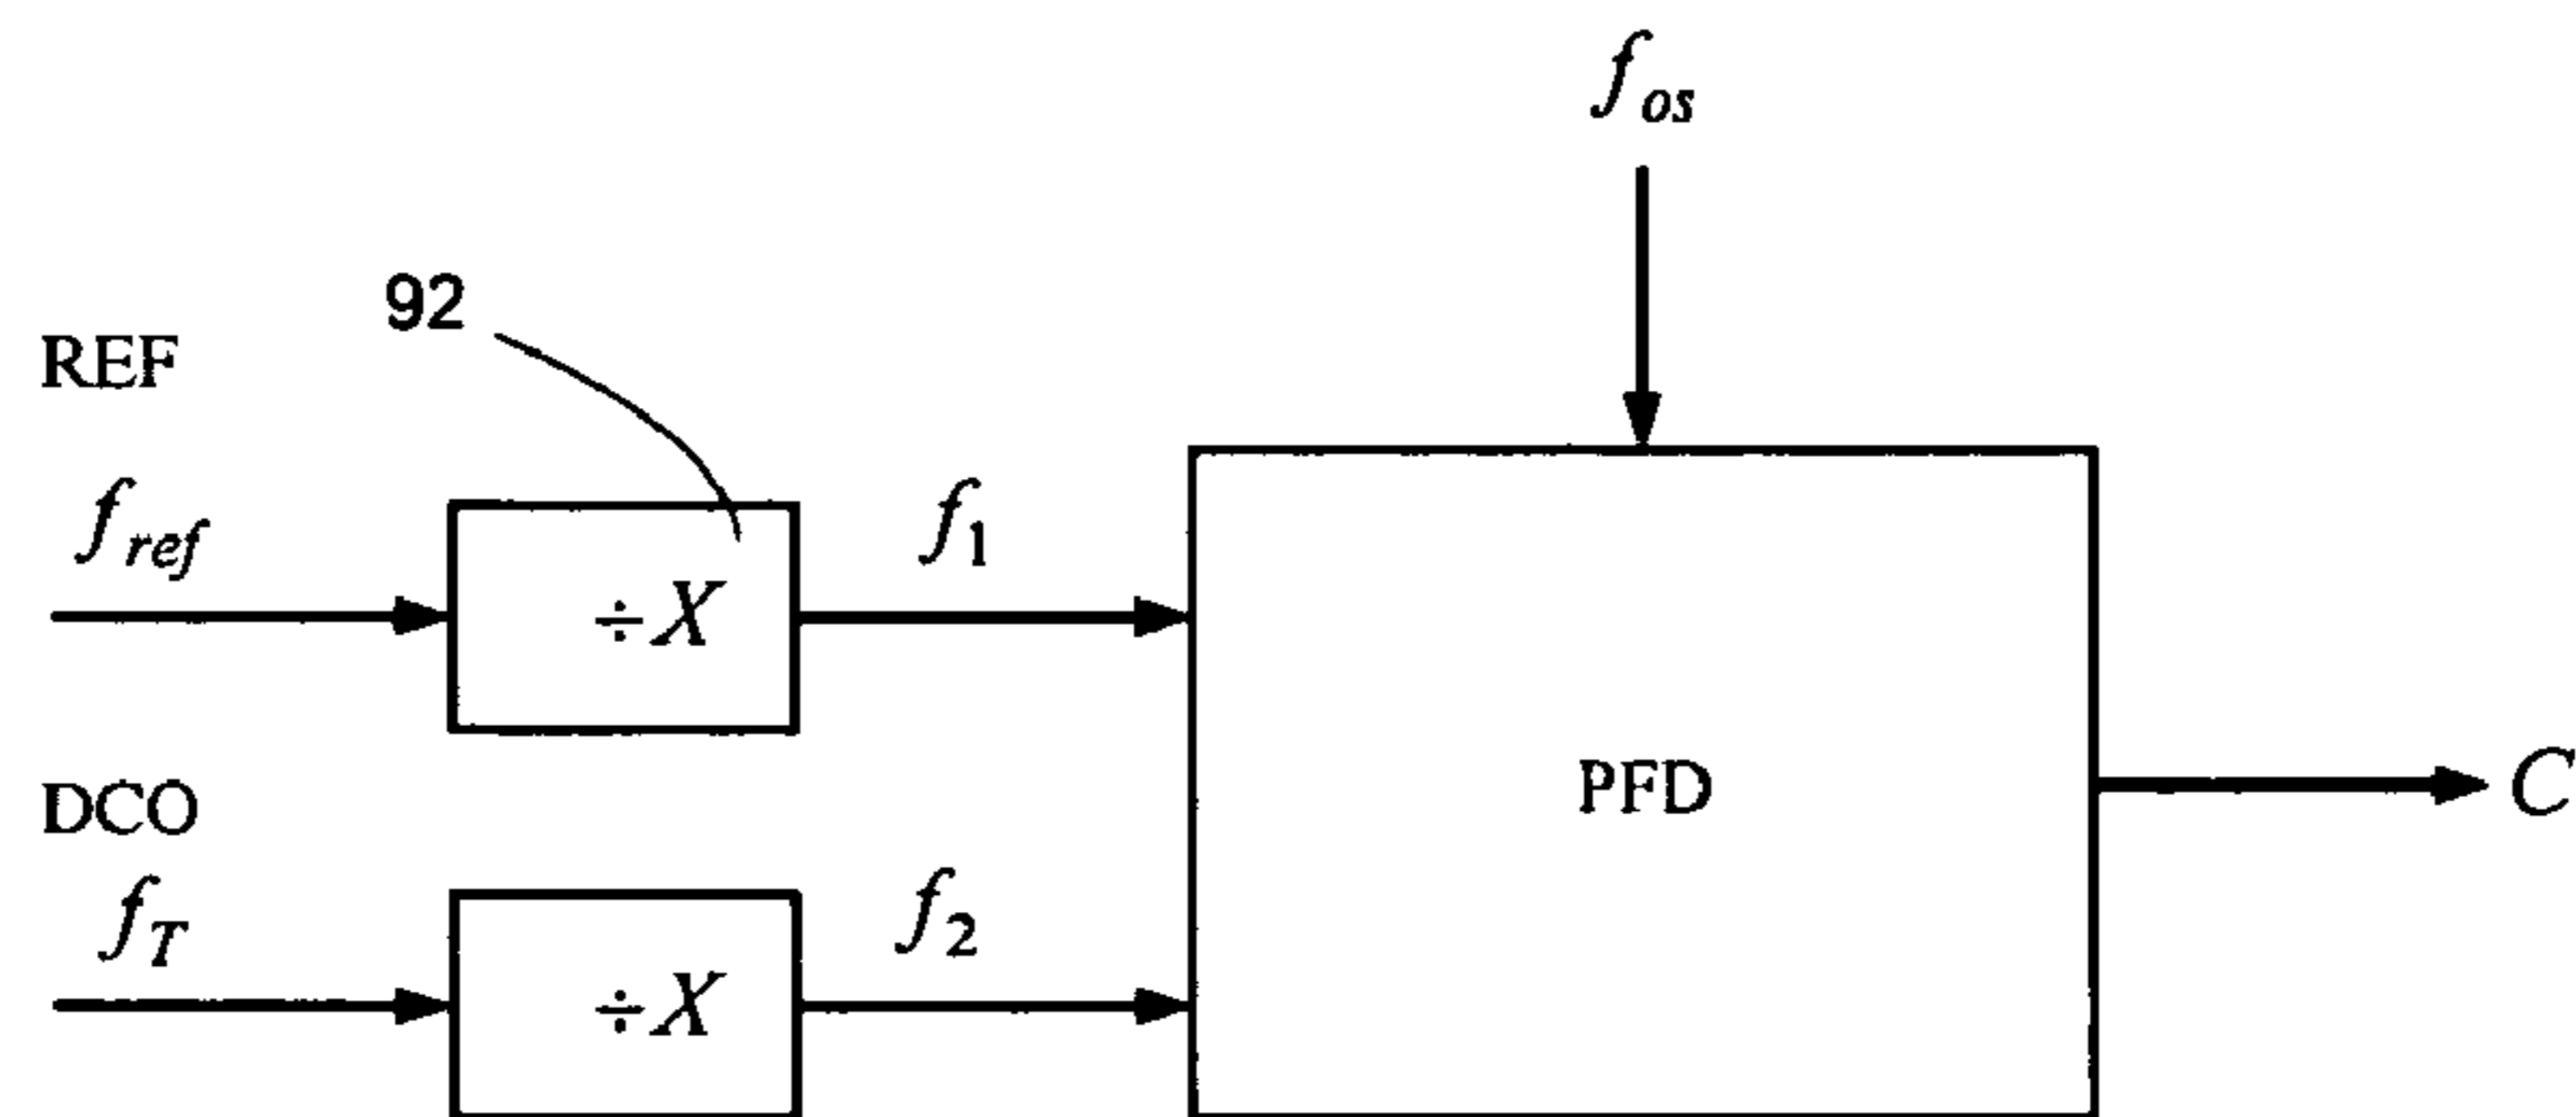 f_os
92
REF
f_ref
÷X
f_1
PFD
C
DCO
f_T
÷X
f_2